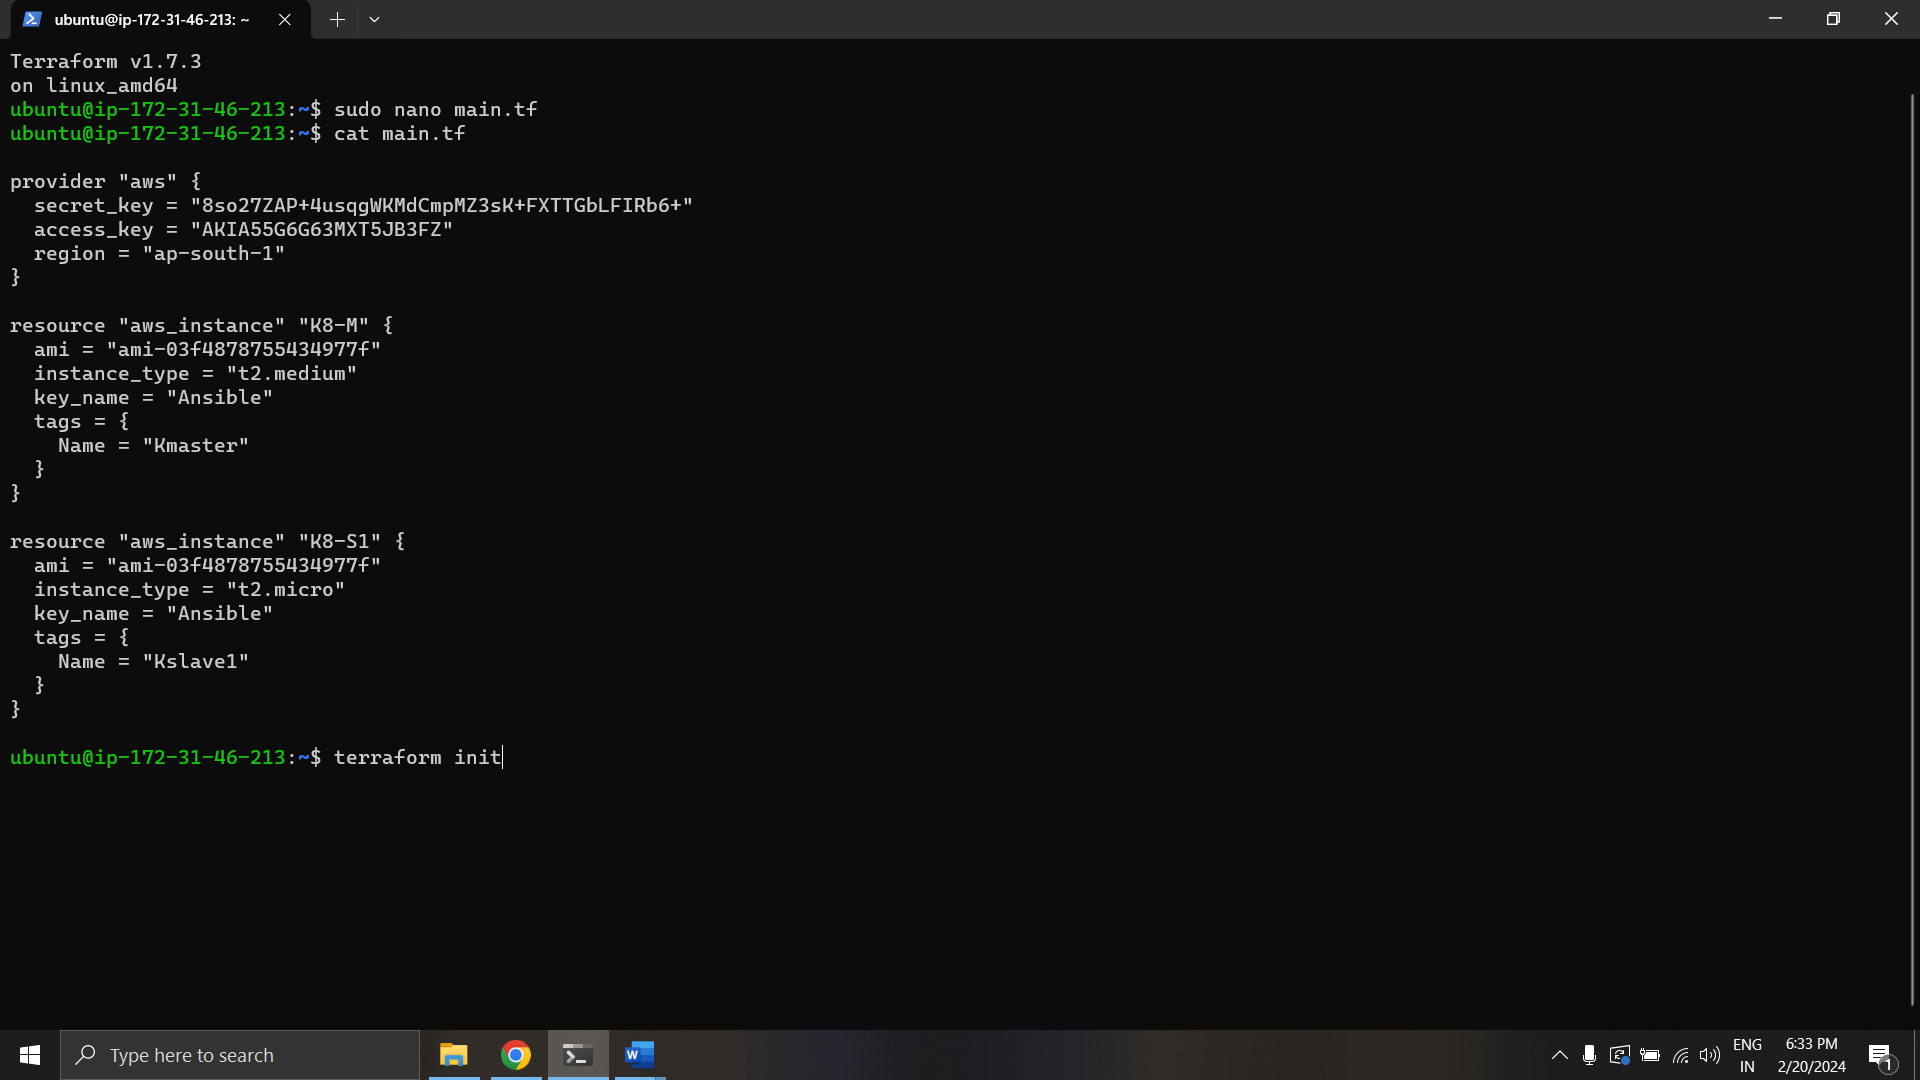 ubuntu@ip-172-31-46-213: ~
Terraform v1.7.3
on linux_amd64
ubuntu@ip-172-31-46-213:~$ sudo nano main.tf
ubuntu@ip-172-31-46-213:~$ cat main.tf
provider "aws" {
secret_key = "8so27ZAP+4usqgWKMdCmpMZ3sK+FXTTGbLFIRb6+"
access_key = "AKIA55G6G63MXT5JB3FZ"
region = "ap-south-1"
}
resource "aws_instance" "K8-M" {
ami = "ami-03f4878755434977f"
instance_type = "t2.medium"
key_name = "Ansible"
tags = {
Name = "Kmaster"
}
}
resource "aws_instance" "K8-S1" {
ami = "ami-03f4878755434977f"
instance_type = "t2.micro"
key_name = "Ansible"
tags = {
Name = "Kslave1"
}
}
ubuntu@ip-172-31-46-213:~$ terraform init
Type here to search
W
ENG
IN
6:33 PM
2/20/2024
1